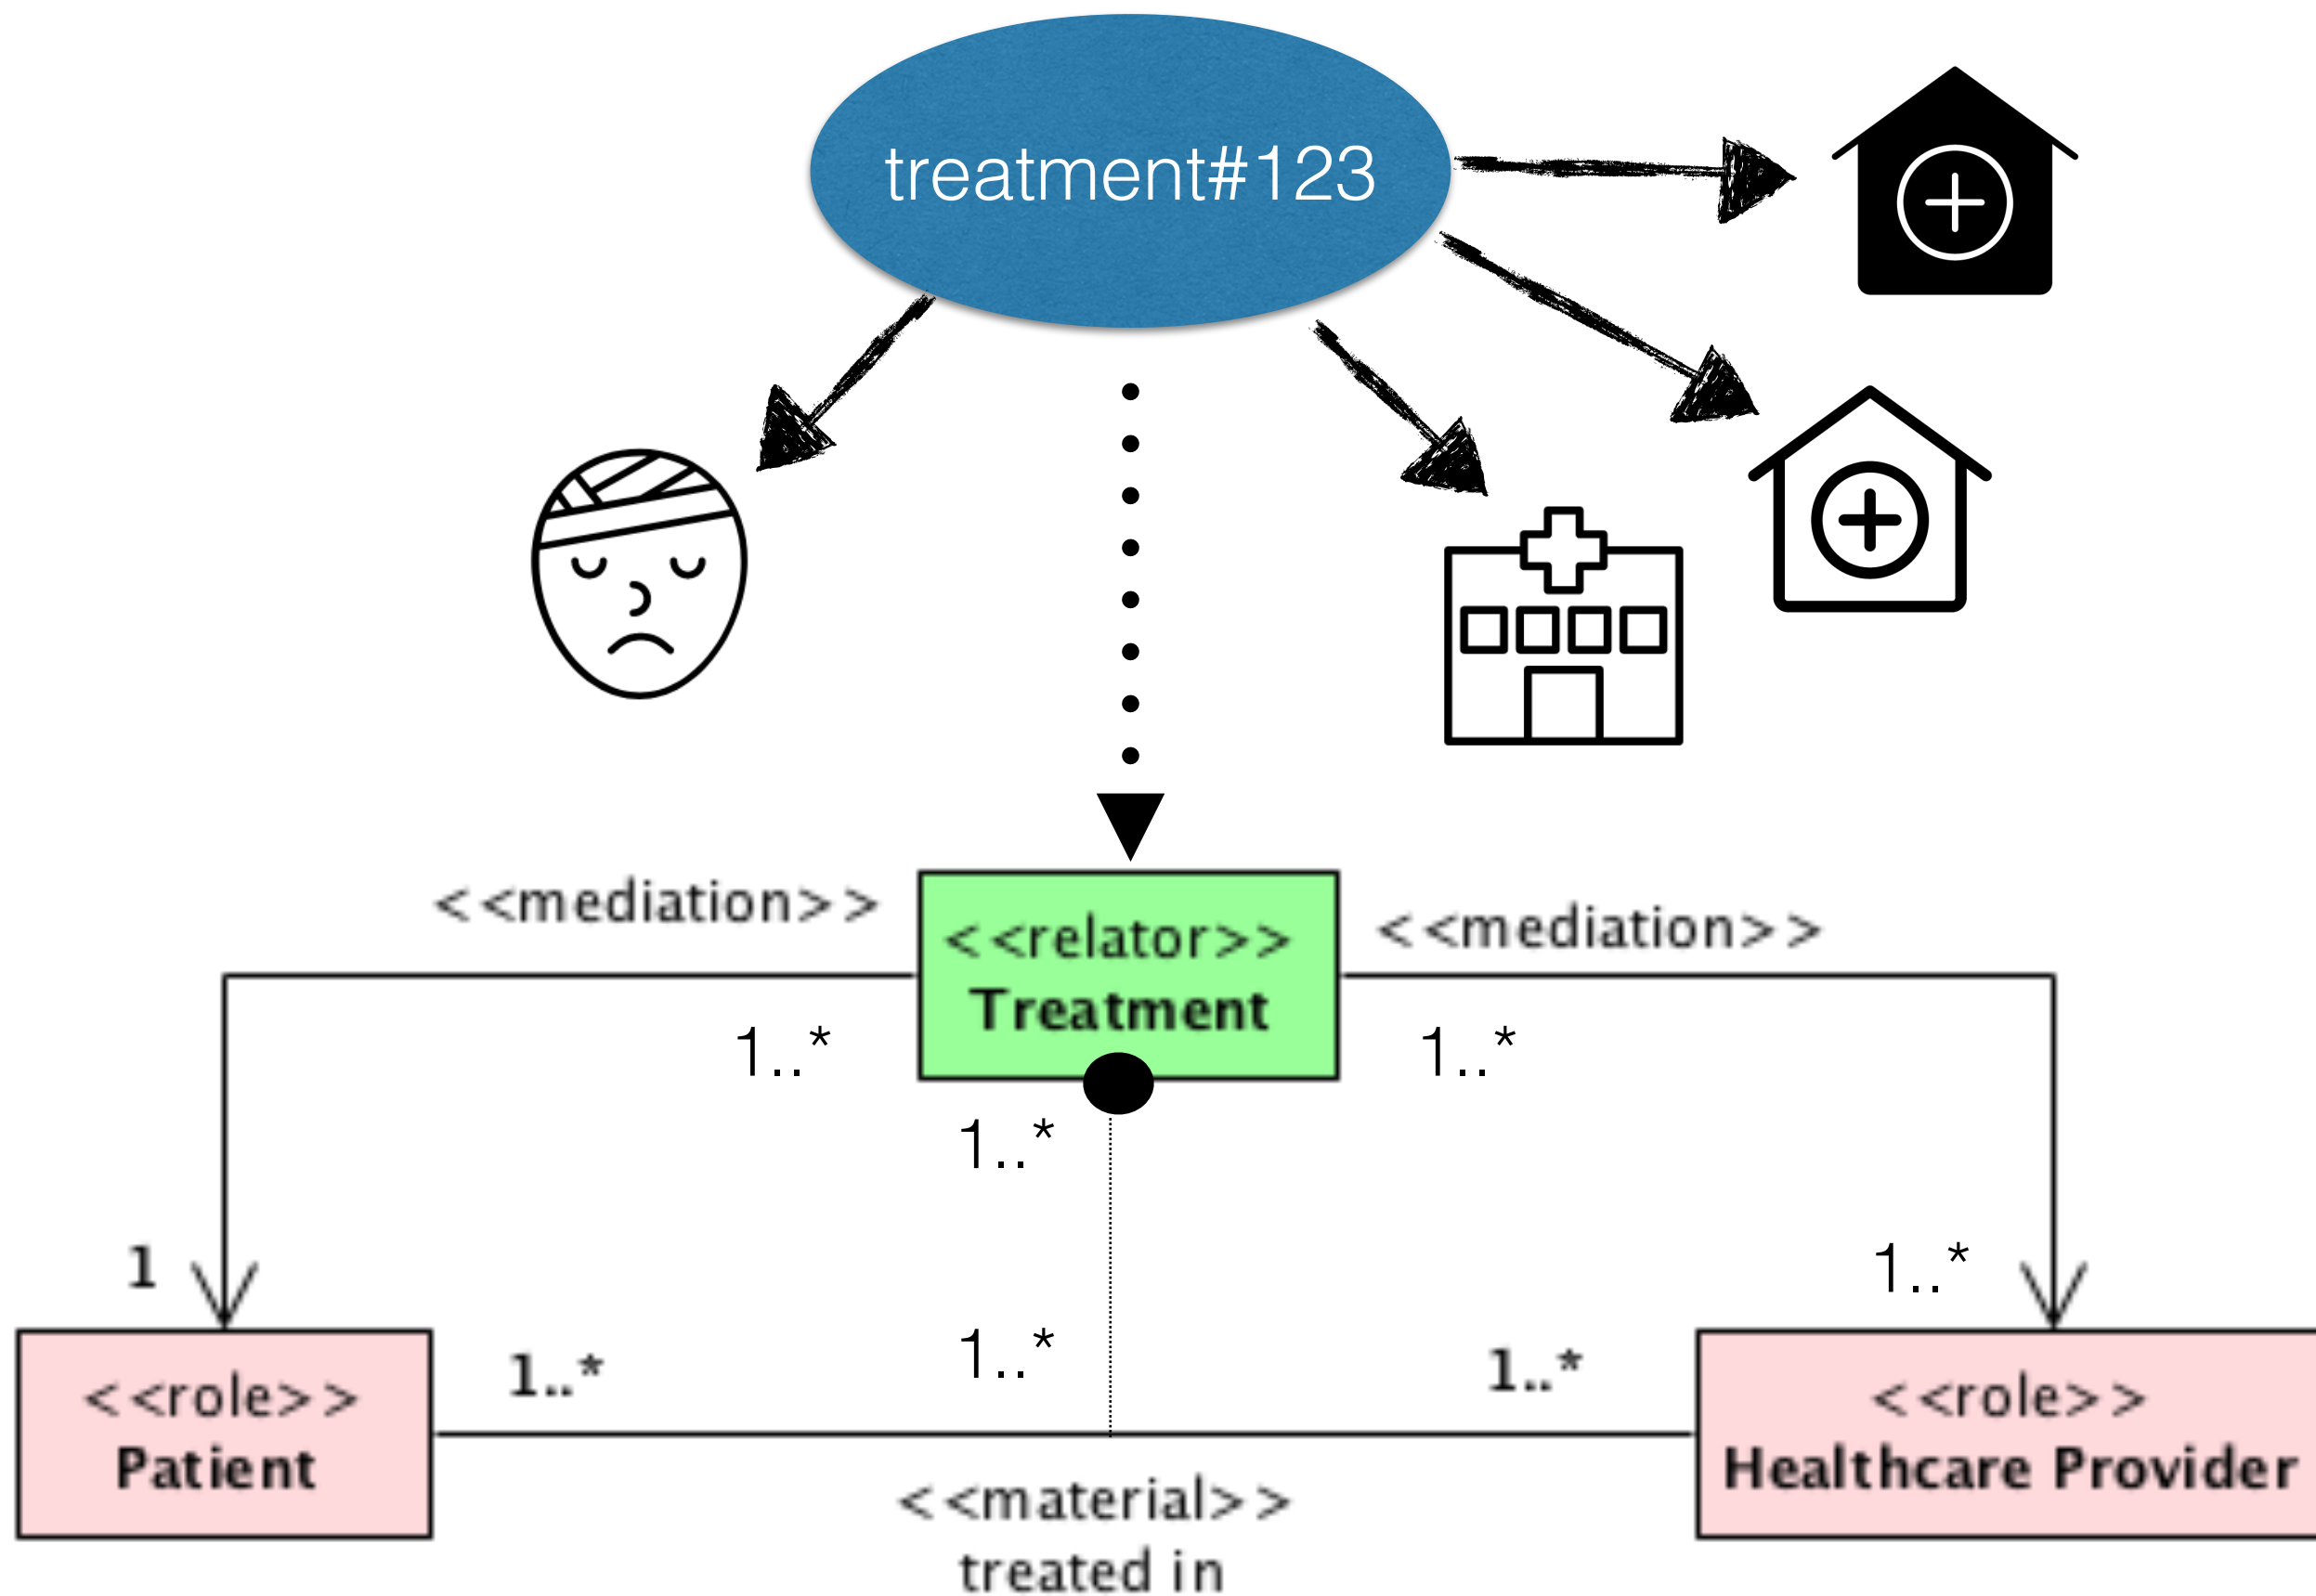 treatment#123
<<mediation>>
<<relator>>
Treatment
<<mediation>>
1..*
1..*
1..*
1
1..*
1..*
1..*
1..*
<<role>>
Patient
<<role>>
Healthcare Provider
<<material>>
treated in